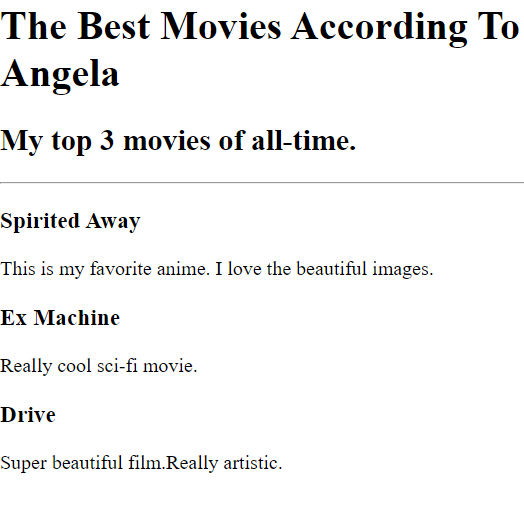 The Best Movies According To
Angela
My top 3 movies of all-time.
Spirited Away
This is my favorite anime. I love the beautiful images.
Ex Machine
Really cool sci-fi movie.
Drive
Super beautiful film.Really artistic.